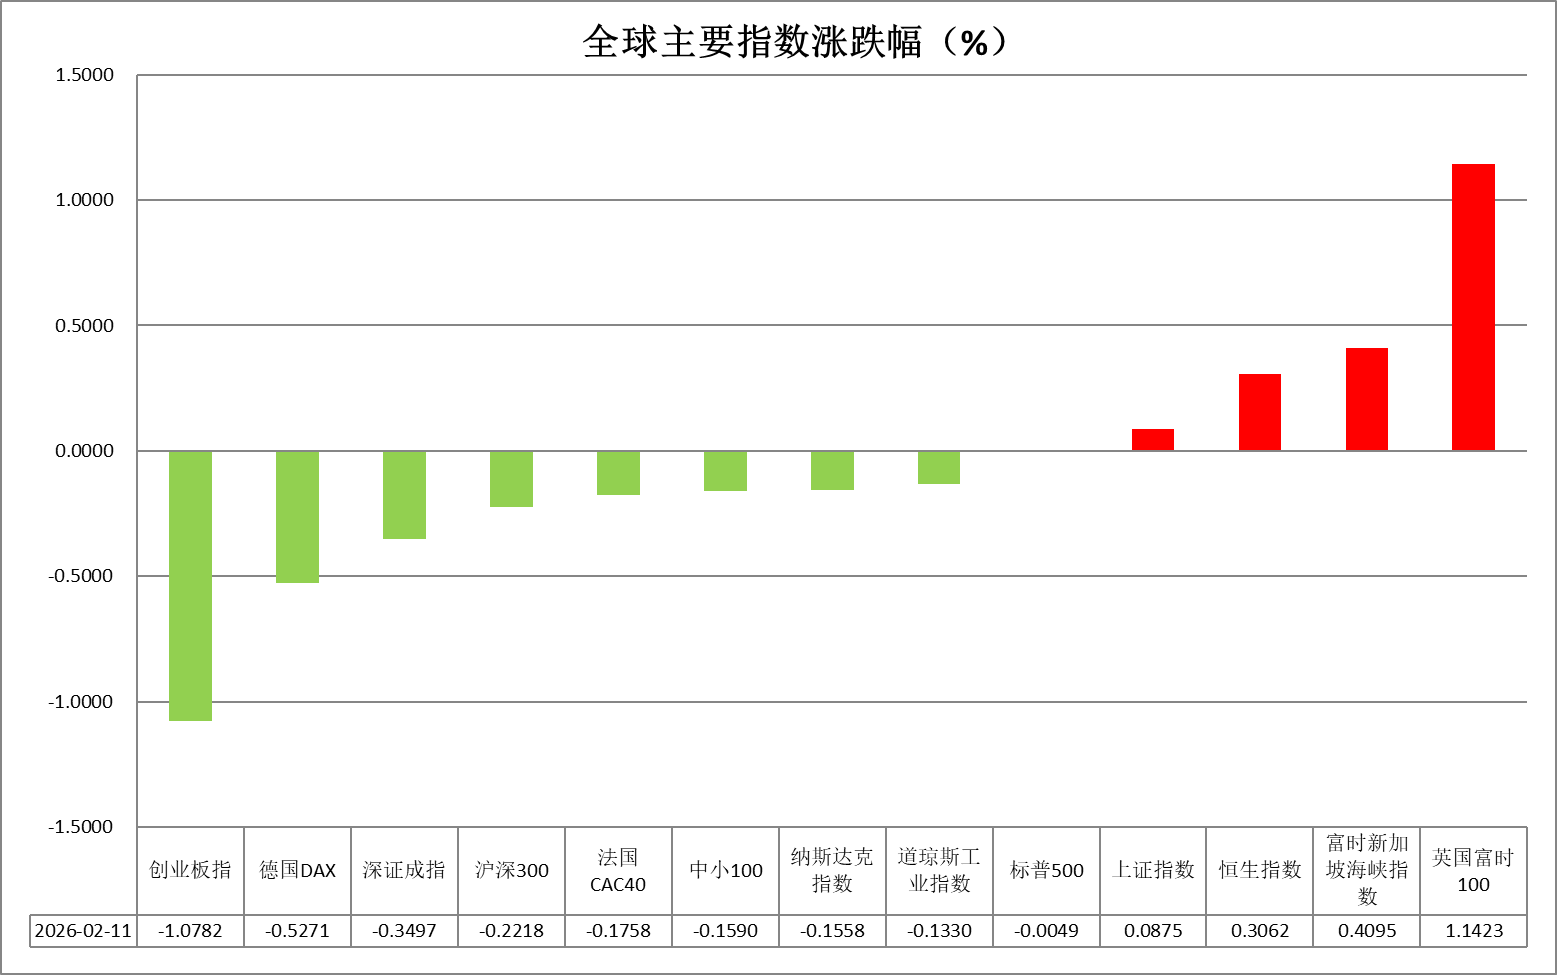 全球主要指数涨跌幅（%）
1.5000
1.0000
0.5000
0.0000
-0.5000
-1.0000
-1.5000
创业板指
德国DAX
深证成指
沪深300
法国
CAC40
中小100
纳斯达克
指数
道琼斯工
业指数
标普500
上证指数
恒生指数
富时新加
坡海峡指
数
英国富时
100
2026-02-11 -1.0782 -0.5271 -0.3497 -0.2218 -0.1758 -0.1590 -0.1558 -0.1330 -0.0049 0.0875 0.3062 0.4095 1.1423